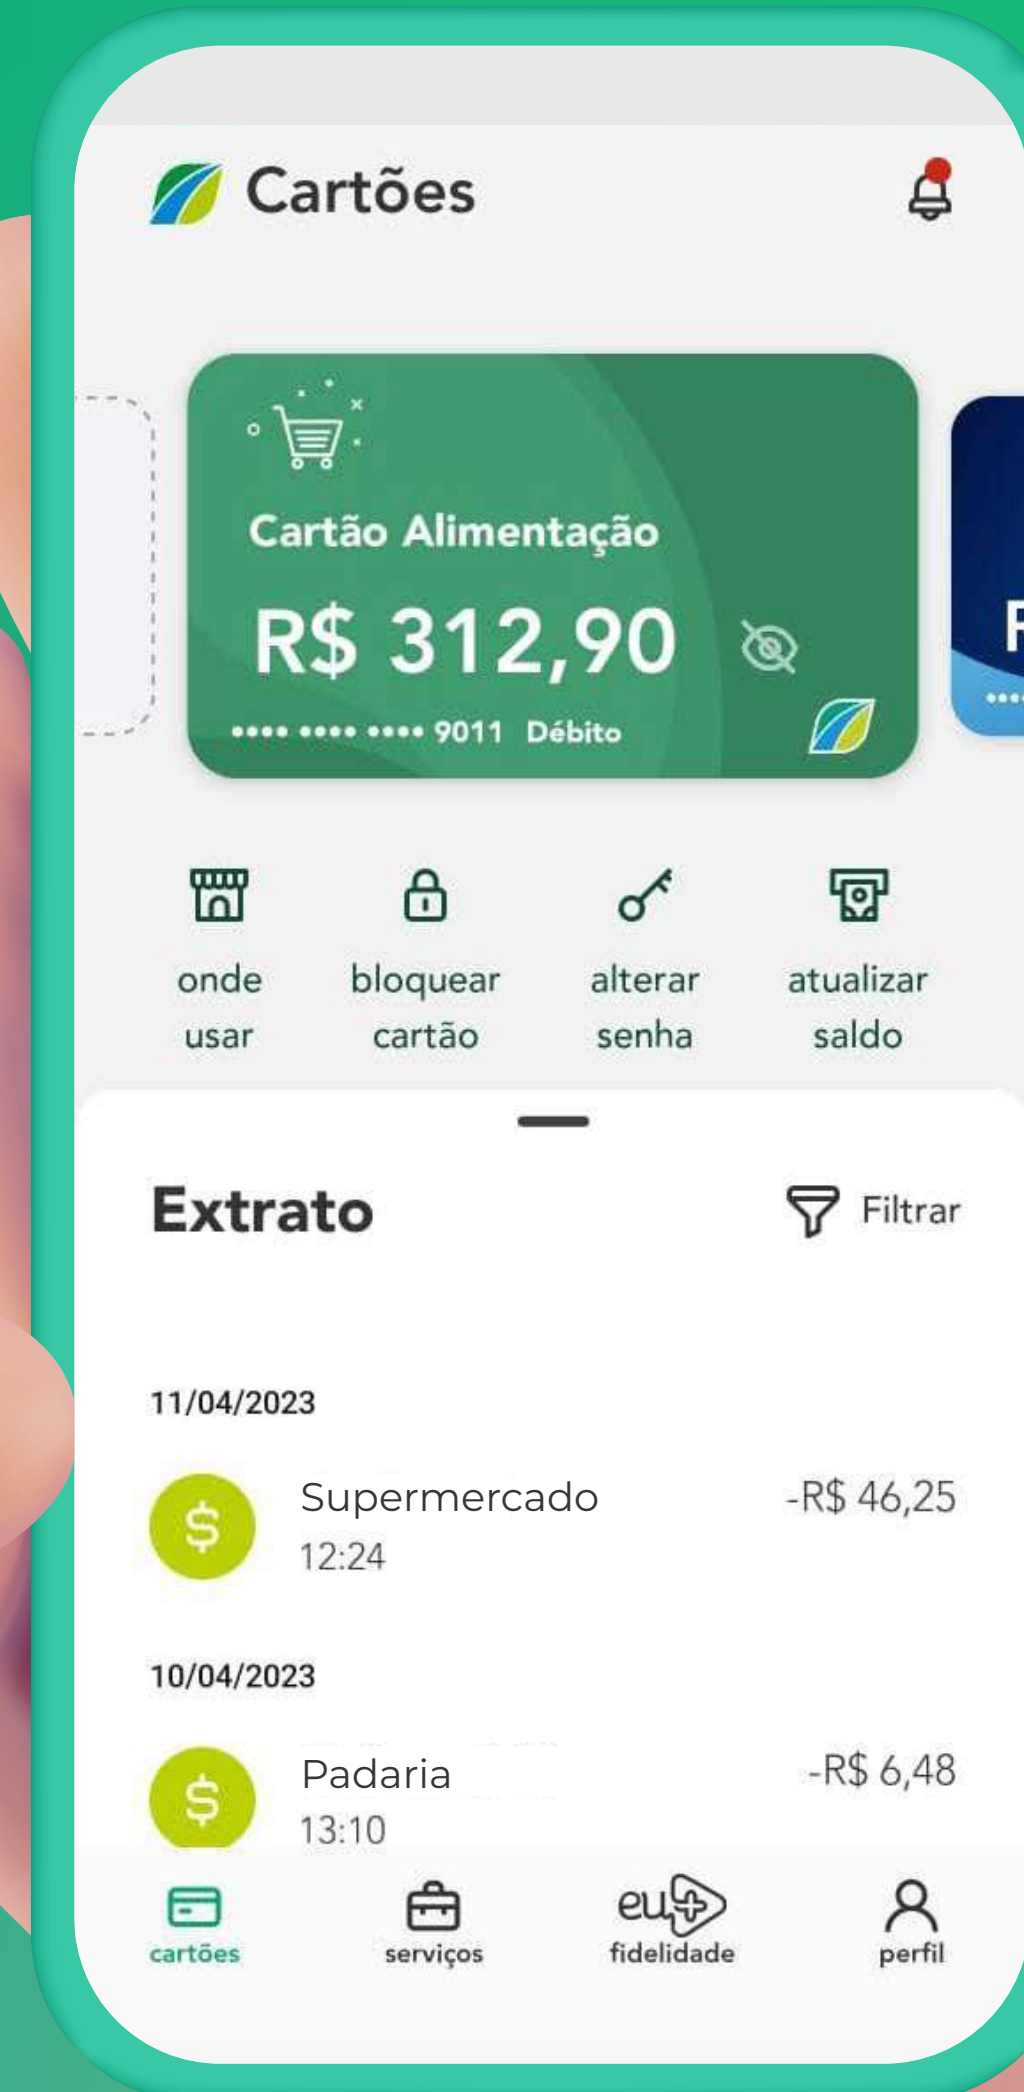 Cartões
Cartão Alimentação
R$ 312,90
•••• •••• •••• 9011 Débito
onde
usar
bloquear
cartão
alterar
senha
atualizar
saldo
Extrato
Filtrar
11/04/2023
Supermercado
-R$ 46,25
12:24
10/04/2023
Padaria
-R$ 6,48
13:10
cartões
serviços
eu+
fidelidade
perfil